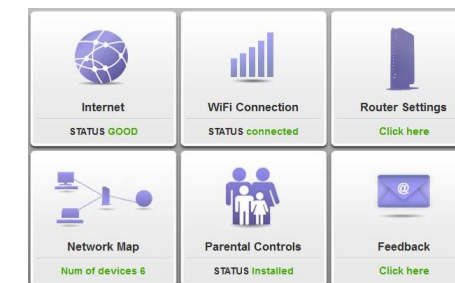 Internet
STATUS GOOD
WiFi Connection
STATUS connected
Router Settings
Click here
Network Map
Num of devices 6
Parental Controls
STATUS Installed
@
Feedback
Click here